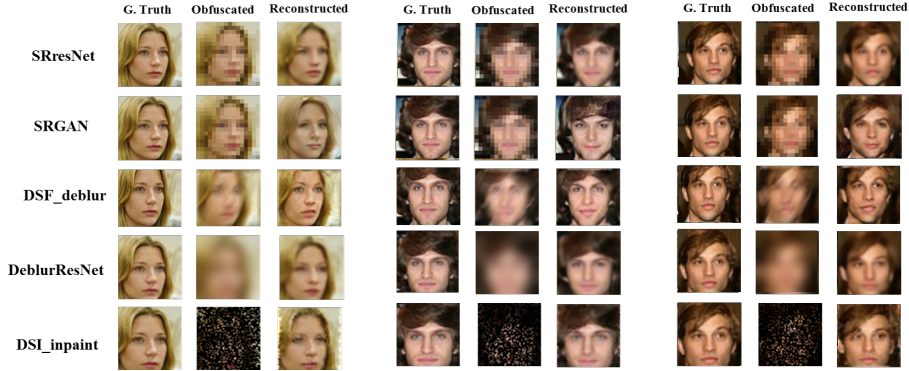 G. Truth Obfuscated Reconstructed G. Truth Obfuscated Reconstructed G. Truth Obfuscated Reconstructed
SRresNet
SRGAN
DSF_deblur
DeblurResNet
DSI_inpaint